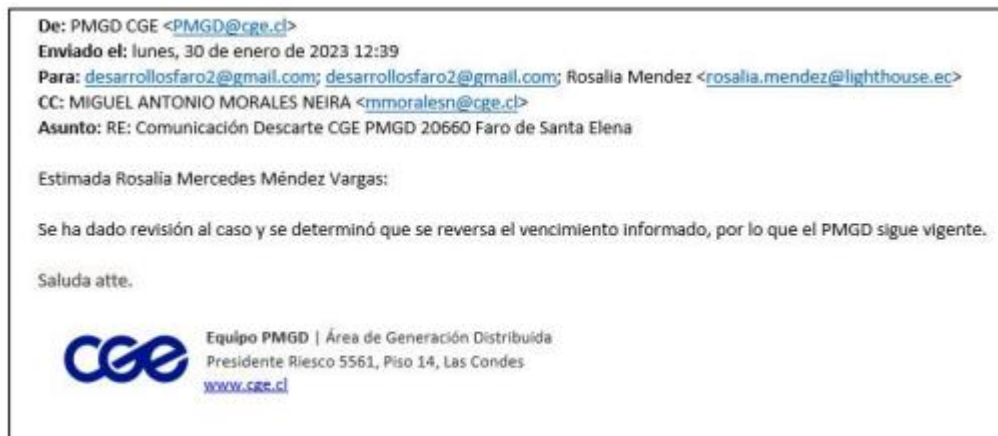 De: PMGD CGE <PMGD@cge.cl>
Enviado el: lunes, 30 de enero de 2023 12:39
Para: desarrollosfaro2@gmail.com; desarrollosfaro2@gmail.com; Rosalia Mendez <rosalia.mendez@lighthouse.ec>
CC: MIGUEL ANTONIO MORALES NEIRA <mmoralesn@cge.cl>
Asunto: RE: Comunicación Descarte CGE PMGD 20660 Faro de Santa Elena
Estimada Rosalía Mercedes Méndez Vargas:
Se ha dado revisión al caso y se determinó que se reversa el vencimiento informado, por lo que el PMGD sigue vigente.
Saluda atte.
CGE
Equipo PMGD | Área de Generación Distribuida
Presidente Riesco 5561, Piso 14, Las Condes
www.cge.cl